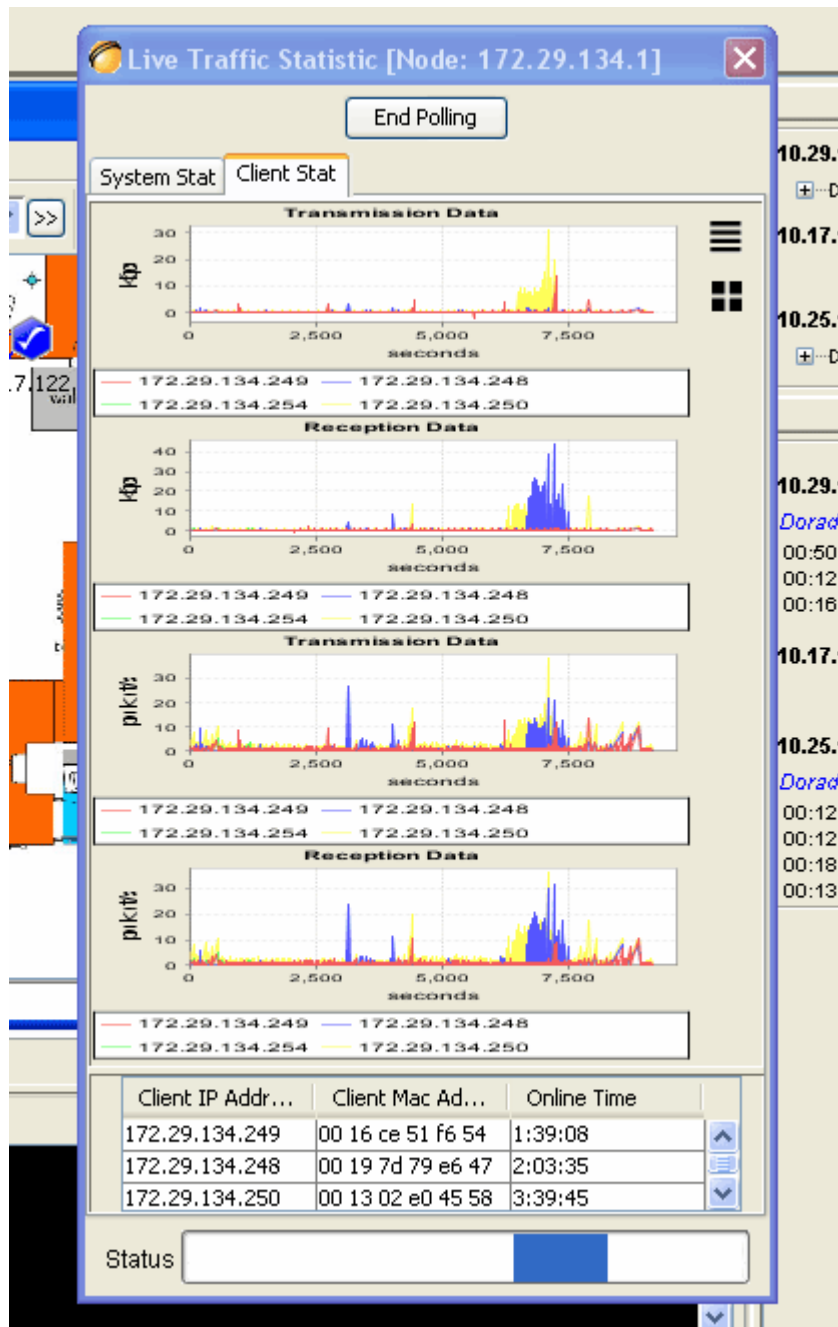 Live Traffic Statistic [Node: 172.29.134.1]
End Polling
System Stat Client Stat
>>
10.29.
10.17.
10.25.
7.122
wal
Transmission Data
30
20
10
0
0 2,500 5,000 7,500
seconds
172.29.134.249 172.29.134.248
172.29.134.254 172.29.134.250
Reception Data
40
30
20
10
0
0 2,500 5,000 7,500
seconds
172.29.134.249 172.29.134.248
172.29.134.254 172.29.134.250
Transmission Data
30
20
10
0
0 2,500 5,000 7,500
seconds
172.29.134.249 172.29.134.248
172.29.134.254 172.29.134.250
Reception Data
30
20
10
0
0 2,500 5,000 7,500
seconds
172.29.134.249 172.29.134.248
172.29.134.254 172.29.134.250
10.29.
Dorad
00:50
00:12
00:16
10.17.
10.25.
Dorad
00:12
00:12
00:18
00:13
Client IP Addr... Client Mac Ad... Online Time
172.29.134.249 00 16 ce 51 f6 54 1:39:08
172.29.134.248 00 19 7d 79 e6 47 2:03:35
172.29.134.250 00 13 02 e0 45 58 3:39:45
Status